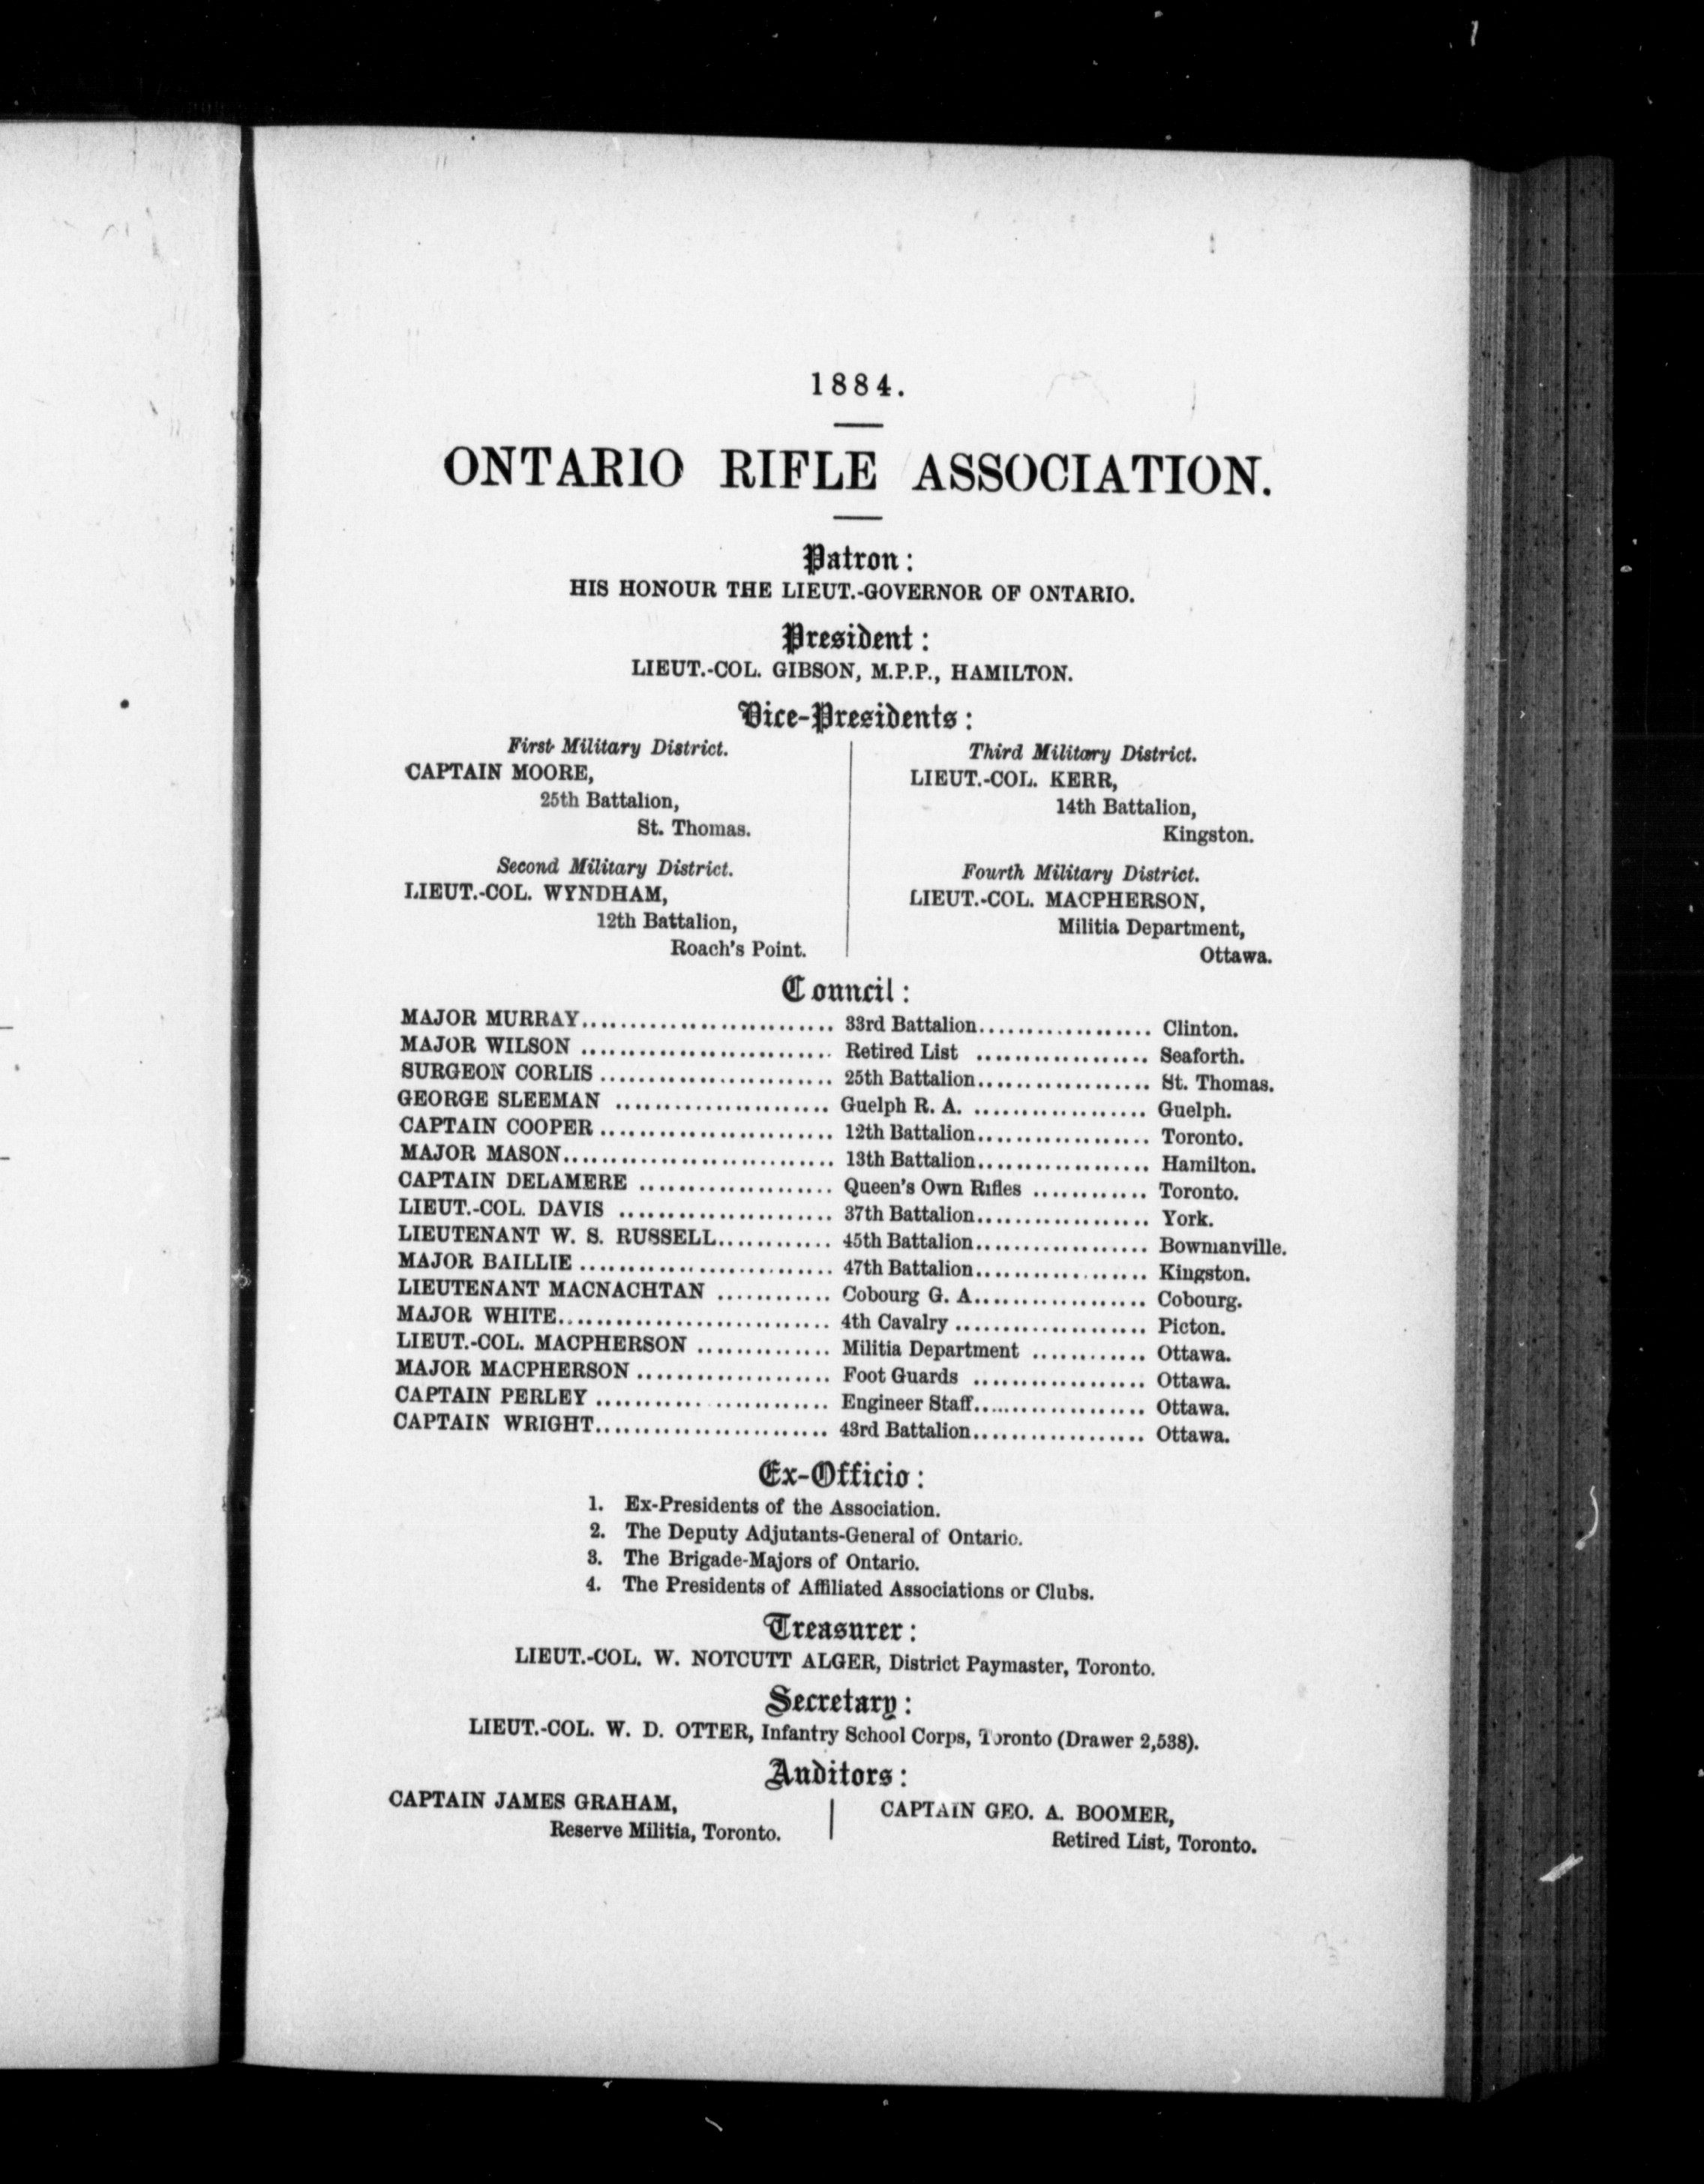 1884.
ONTARIO RIFLE ASSOCIATION.
Patron:
HIS HONOUR THE LIEUT.-GOVERNOR OF ONTARIO.
President:
LIEUT.-COL. GIBSON, M.P.P., HAMILTON.
Vice-Presidents:
First Military District.
CAPTAIN MOORE,
25th Battalion,
St. Thomas.
Second Military District.
LIEUT.-COL. WYNDHAM,
12th Battalion,
Roach's Point.
Third Military District.
LIEUT.-COL. KERR,
14th Battalion,
Kingston.
Fourth Military District.
LIEUT.-COL. MACPHERSON,
Militia Department,
Ottawa.
Council:
MAJOR MURRAY.......................... 33rd Battalion.................. Clinton.
MAJOR WILSON .......................... Retired List .................. Seaforth.
SURGEON CORLIS ........................ 25th Battalion.................. St. Thomas.
GEORGE SLEEMAN ...................... Guelph R. A. .................. Guelph.
CAPTAIN COOPER ........................ 12th Battalion.................. Toronto.
MAJOR MASON............................ 13th Battalion.................. Hamilton.
CAPTAIN DELAMERE .................... Queen's Own Rifles ............ Toronto.
LIEUT.-COL. DAVIS ...................... 37th Battalion.................. York.
LIEUTENANT W. S. RUSSELL............ 45th Battalion.................. Bowmanville.
MAJOR BAILLIE .......................... 47th Battalion.................. Kingston.
LIEUTENANT MACNACHTAN ............ Cobourg G. A.................. Cobourg.
MAJOR WHITE............................ 4th Cavalry .................... Picton.
LIEUT.-COL. MACPHERSON .............. Militia Department ............ Ottawa.
MAJOR MACPHERSON .................... Foot Guards .................. Ottawa.
CAPTAIN PERLEY ........................ Engineer Staff.................. Ottawa.
CAPTAIN WRIGHT........................ 43rd Battalion.................. Ottawa.
Ex-Officio:
1. Ex-Presidents of the Association.
2. The Deputy Adjutants-General of Ontario.
3. The Brigade-Majors of Ontario.
4. The Presidents of Affiliated Associations or Clubs.
Treasurer:
LIEUT.-COL. W. NOTCUTT ALGER, District Paymaster, Toronto.
Secretary:
LIEUT.-COL. W. D. OTTER, Infantry School Corps, Toronto (Drawer 2,538).
Auditors:
CAPTAIN JAMES GRAHAM,
Reserve Militia, Toronto.
CAPTAIN GEO. A. BOOMER,
Retired List, Toronto.